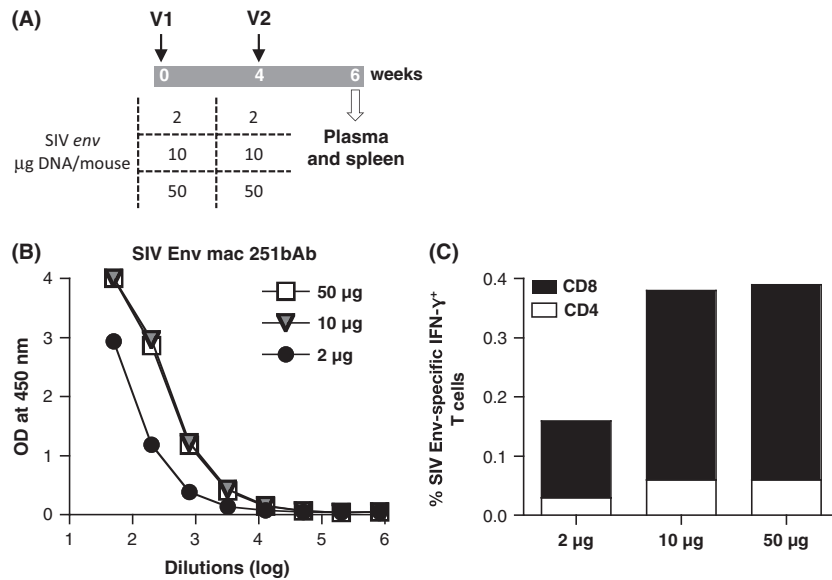 (A)
V1 V2
0 4 6 weeks
SIV env
µg DNA/mouse
2 2
10 10
50 50
Plasma
and spleen
(B)
SIV Env mac 251bAb
OD at 450 nm
4
3
2
1
0
50 µg
10 µg
2 µg
1 2 3 4 5 6
Dilutions (log)
(C)
% SIV Env-specific IFN-γ+
T cells
0.4
0.3
0.2
0.1
0.0
CD8
CD4
2 µg 10 µg 50 µg